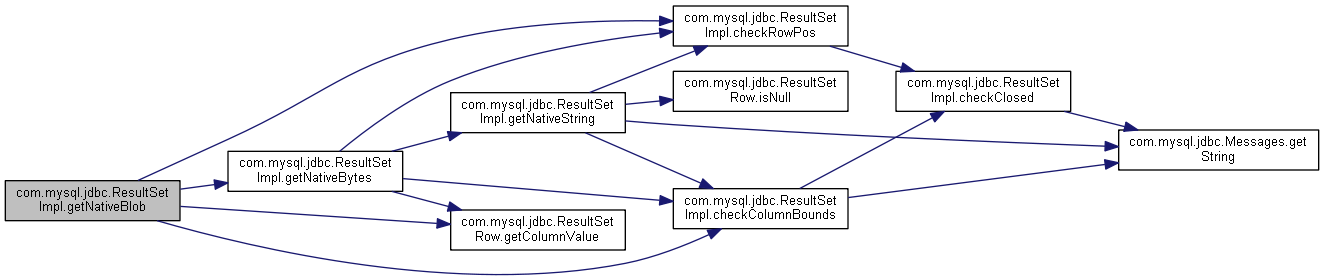 com.mysql.jdbc.ResultSet
Impl.getNativeBlob
com.mysql.jdbc.ResultSet
Impl.getNativeBytes
com.mysql.jdbc.ResultSet
Impl.getNativeString
com.mysql.jdbc.ResultSet
Row.getColumnValue
com.mysql.jdbc.ResultSet
Impl.checkRowPos
com.mysql.jdbc.ResultSet
Row.isNull
com.mysql.jdbc.ResultSet
Impl.checkColumnBounds
com.mysql.jdbc.ResultSet
Impl.checkClosed
com.mysql.jdbc.Messages.get
String